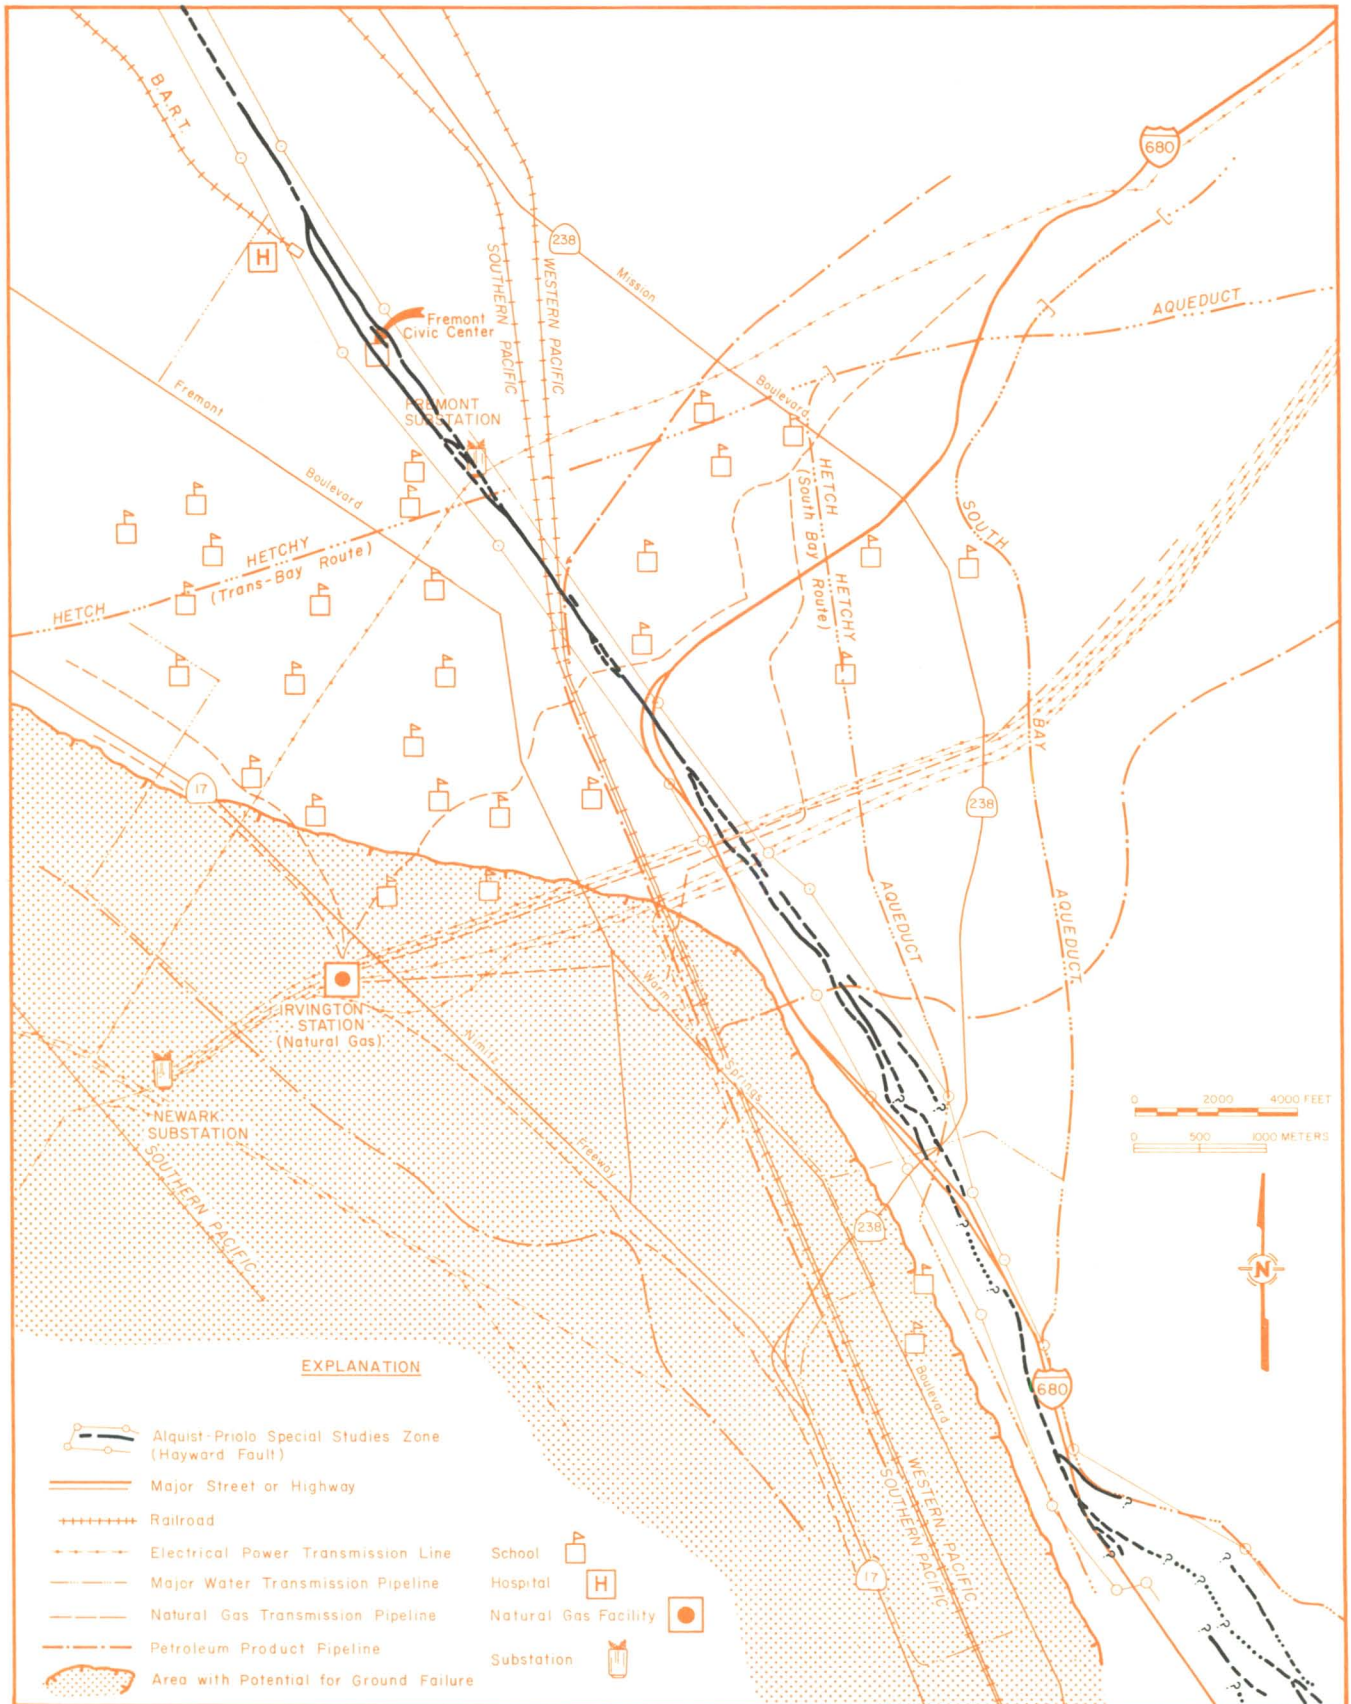 B.A.R.T.
680
238
Mission
SOUTHERN PACIFIC
WESTERN PACIFIC
H
AQUEDUCT
Fremont
Civic Center
Fremont
Boulevard
FREMONT
SUBSTATION
Boulevard
HETCH
(South Bay
Route)
HETCHY
SOUTH
HETCHY
(Trans-Bay Route)
HETCH
BAY
17
238
AQUEDUCT
AQUEDUCT
Warm
Springs
IRVINGTON
STATION
(Natural Gas)
Nimitz
Freeway
NEWARK
SUBSTATION
SOUTHERN PACIFIC
0 2000 4000 FEET
0 500 1000 METERS
?
?
238
?
?
N
680
Boulevard
WESTERN PACIFIC
SOUTHERN PACIFIC
17
?
?
?
?
?
?
?
?
EXPLANATION
Alquist-Priolo Special Studies Zone
(Hayward Fault)
Major Street or Highway
Railroad
Electrical Power Transmission Line
Major Water Transmission Pipeline
Natural Gas Transmission Pipeline
Petroleum Product Pipeline
Area with Potential for Ground Failure
School
Hospital H
Natural Gas Facility
Substation